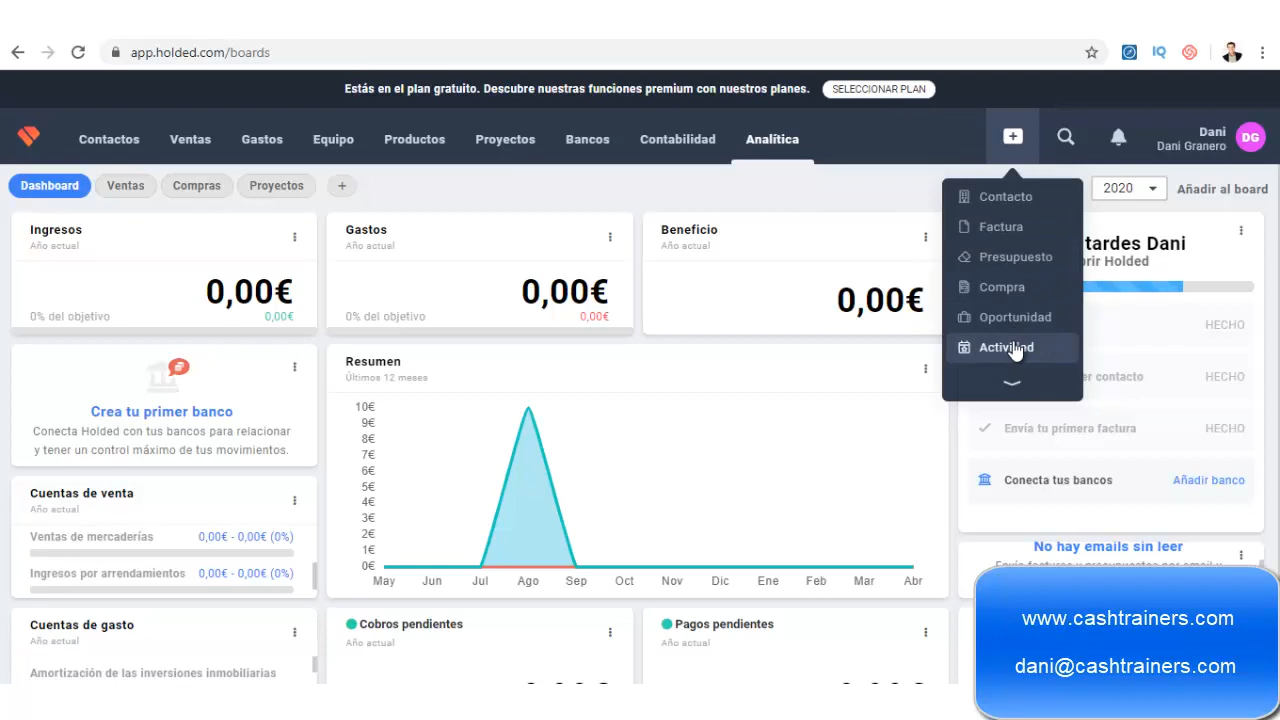 app.holded.com/boards
Estás en el plan gratuito. Descubre nuestras funciones premium con nuestros planes.
SELECCIONAR PLAN
Contactos
Ventas
Gastos
Equipo
Productos
Proyectos
Bancos
Contabilidad
Analítica
Dani
Dani Granero
DG
Dashboard
Ventas
Compras
Proyectos
+
2020
Añadir al board
Contacto
Factura
Presupuesto
Compra
Oportunidad
Actividad
Ingresos
Año actual
0,00€
0% del objetivo
0,00€
Gastos
Año actual
0,00€
0% del objetivo
0,00€
Beneficio
Año actual
0,00€
tardes Dani
Holded
HECHO
contacto
HECHO
Envía tu primera factura
HECHO
Conecta tus bancos
Añadir banco
Crea tu primer banco
Conecta Holded con tus bancos para relacionar
y tener un control máximo de tus movimientos.
Resumen
Últimos 12 meses
10€
9€
8€
7€
6€
5€
4€
3€
2€
1€
0€
May
Jun
Jul
Ago
Sep
Oct
Nov
Dic
Ene
Feb
Mar
Abr
Cuentas de venta
Año actual
Ventas de mercaderías
0,00€ - 0,00€ (0%)
Ingresos por arrendamientos
0,00€ - 0,00€ (0%)
No hay emails sin leer
Cuentas de gasto
Año actual
Amortización de las inversiones inmobiliarias
Cobros pendientes
Año actual
Pagos pendientes
Año actual
www.cashtrainers.com
dani@cashtrainers.com